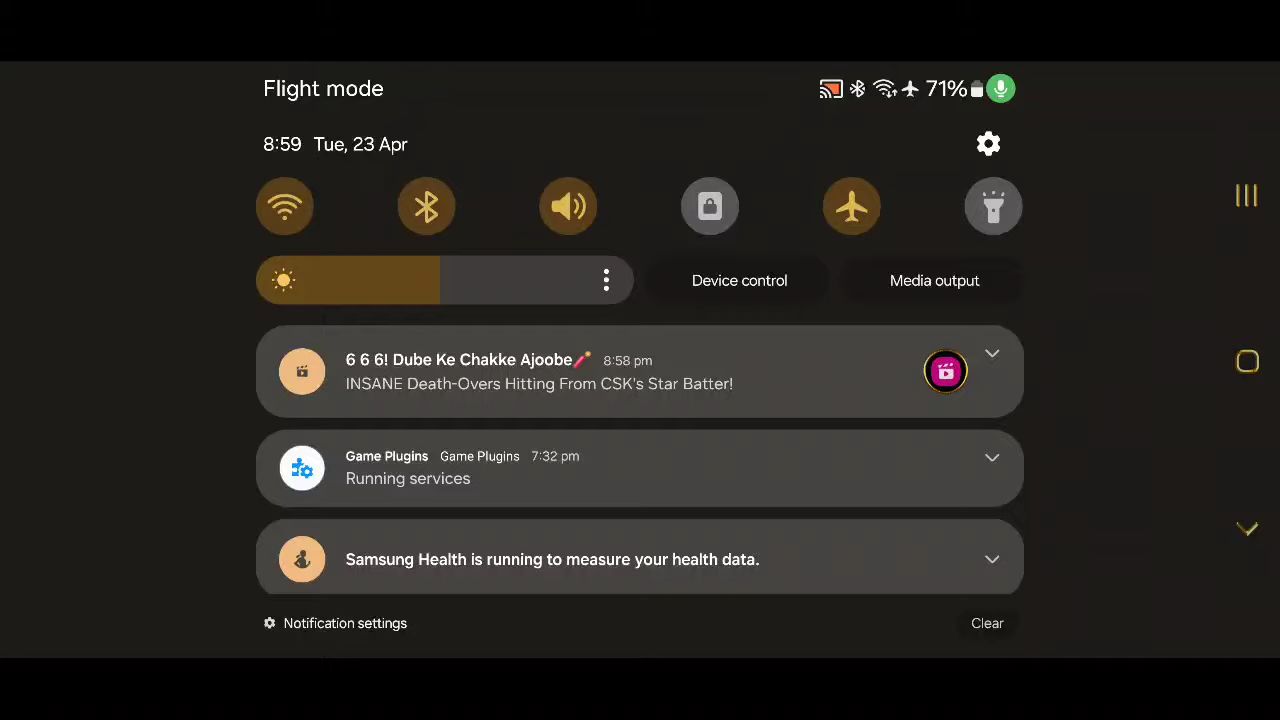 Flight mode 71%
8:59 Tue, 23 Apr
Device control Media output
6 6 6! Dube Ke Chakke Ajoobe🧨 8:58 pm
INSANE Death-Overs Hitting From CSK's Star Batter!
Game Plugins Game Plugins 7:32 pm
Running services
Samsung Health is running to measure your health data.
Notification settings Clear